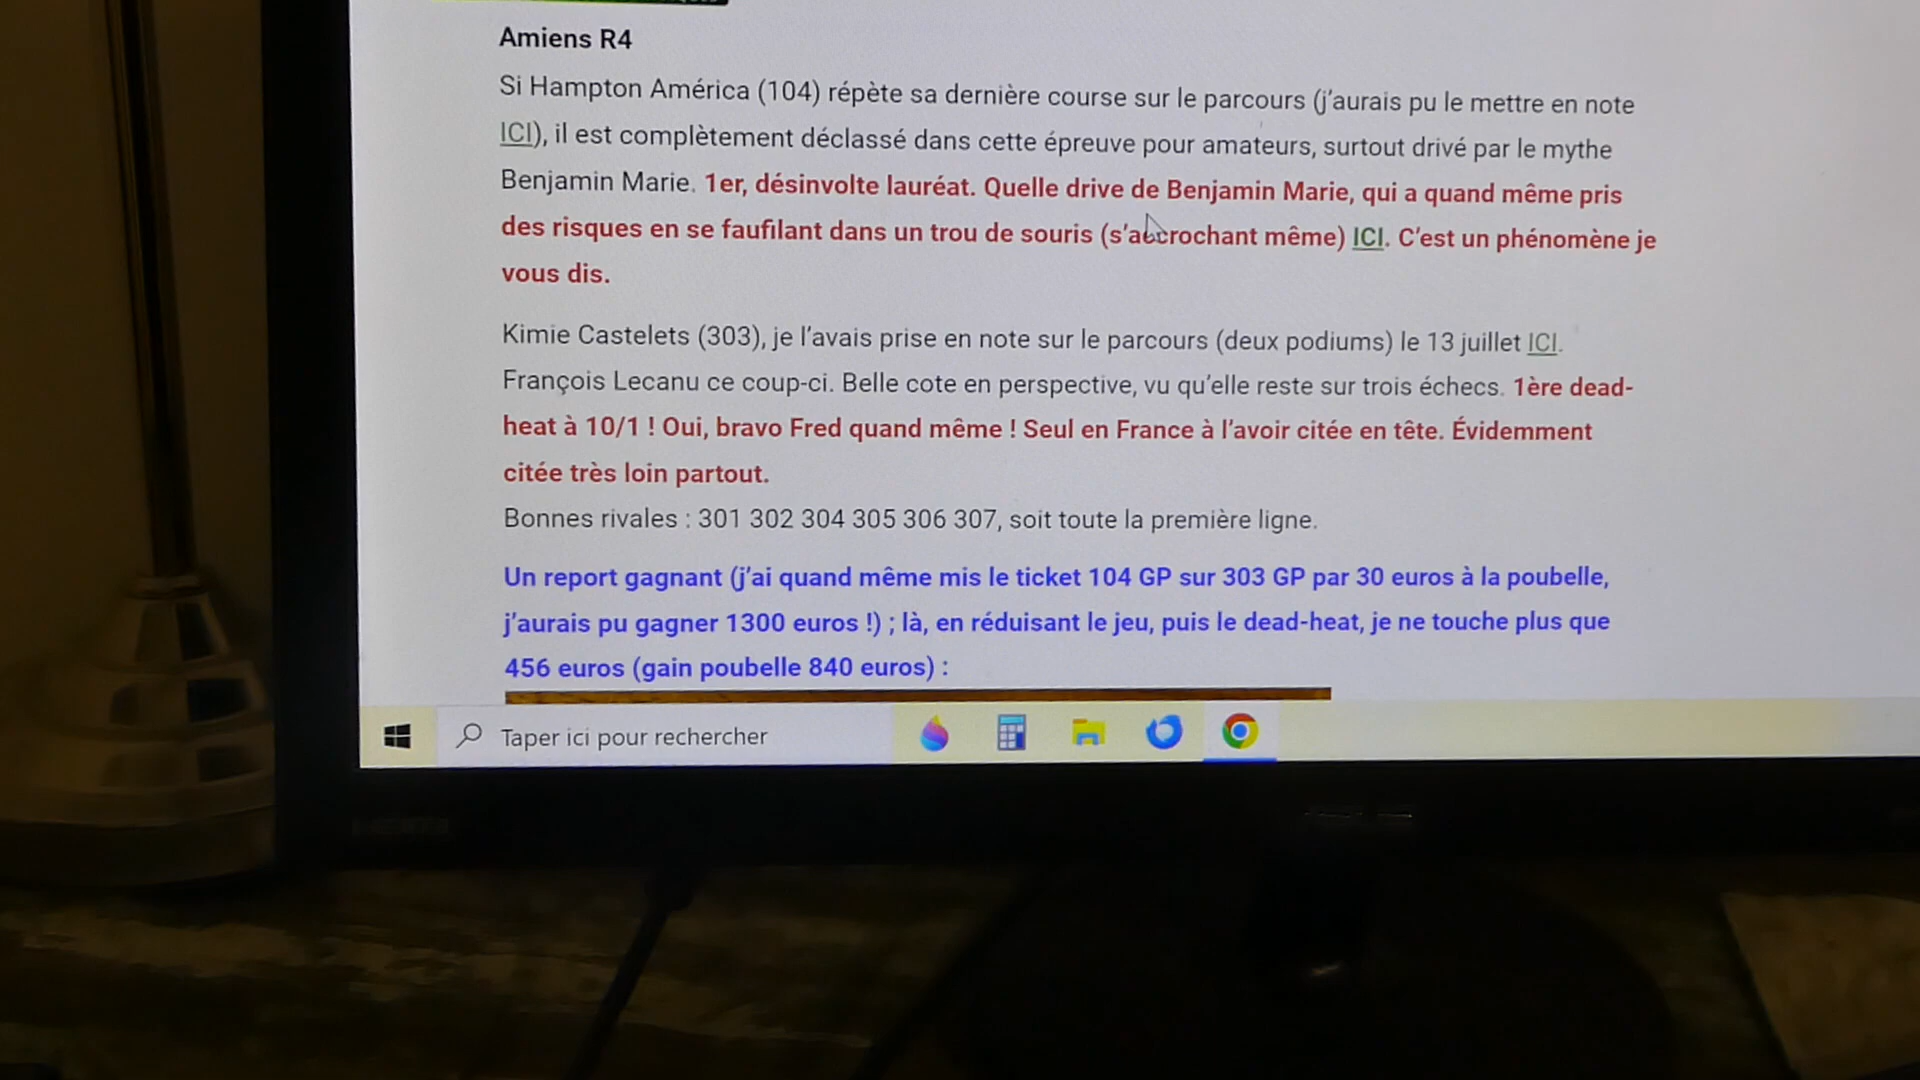 Amiens R4
Si Hampton América (104) répète sa dernière course sur le parcours (j'aurais pu le mettre en note
ICI), il est complètement déclassé dans cette épreuve pour amateurs, surtout drivé par le mythe
Benjamin Marie. 1er, désinvolte lauréat. Quelle drive de Benjamin Marie, qui a quand même pris
des risques en se faufilant dans un trou de souris (s'accrochant même) ICI. C'est un phénomène je
vous dis.
Kimie Castelets (303), je l'avais prise en note sur le parcours (deux podiums) le 13 juillet ICI.
François Lecanu ce coup-ci. Belle cote en perspective, vu qu'elle reste sur trois échecs. 1ère dead-
heat à 10/1 ! Oui, bravo Fred quand même ! Seul en France à l'avoir citée en tête. Évidemment
citée très loin partout.
Bonnes rivales : 301 302 304 305 306 307, soit toute la première ligne.
Un report gagnant (j'ai quand même mis le ticket 104 GP sur 303 GP par 30 euros à la poubelle,
j'aurais pu gagner 1300 euros !) ; là, en réduisant le jeu, puis le dead-heat, je ne touche plus que
456 euros (gain poubelle 840 euros) :
Taper ici pour rechercher